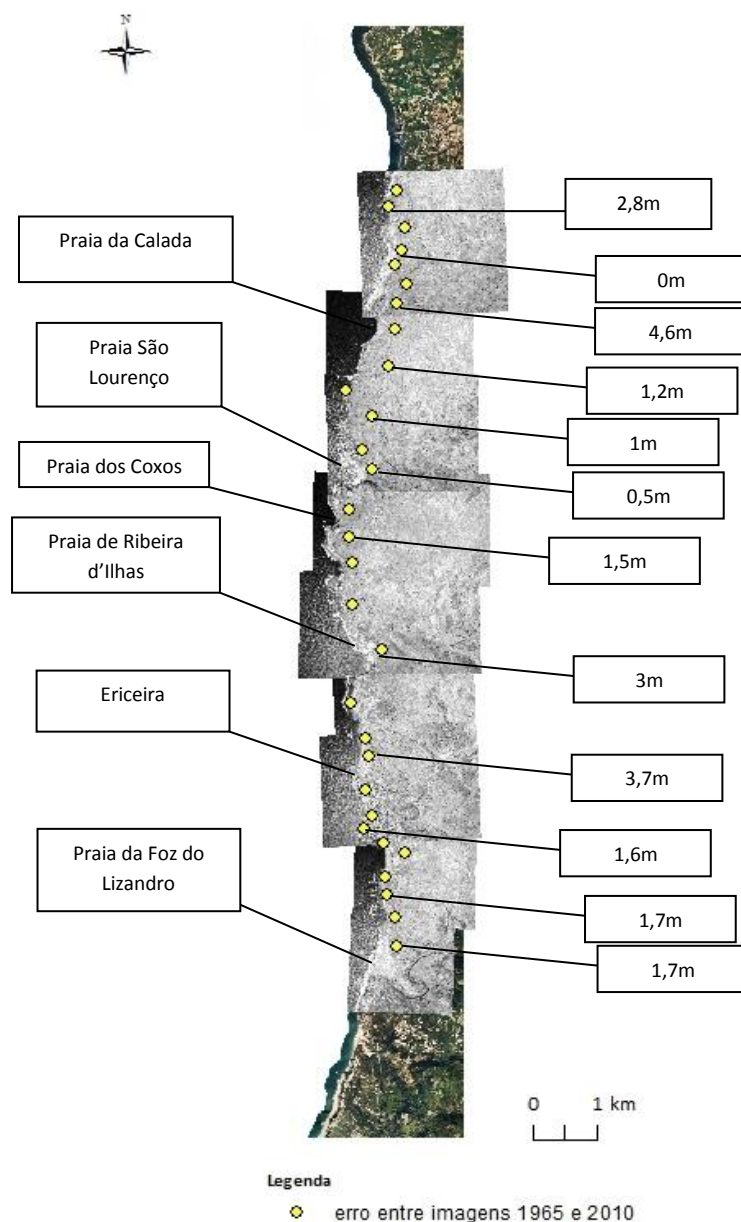 N
2,8m
Praia da Calada
0m
4,6m
Praia São
Lourenço
1,2m
1m
Praia dos Coxos
0,5m
Praia de Ribeira
d'Ilhas
1,5m
3m
Ericeira
3,7m
Praia da Foz do
Lizandro
1,6m
1,7m
1,7m
0 1 km
Legenda
erro entre imagens 1965 e 2010